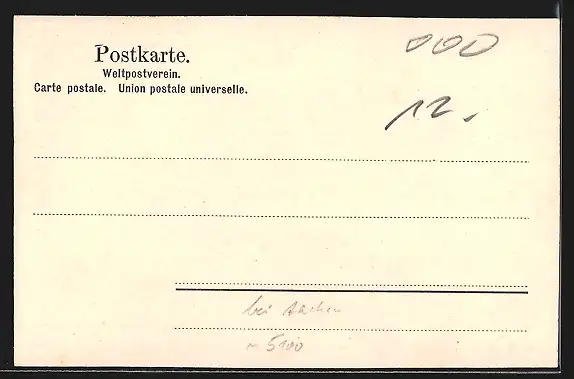 Postkarte.
Weltpostverein.
Carte postale. Union postale universelle.
000
12.
bei Aachen
~ 5100